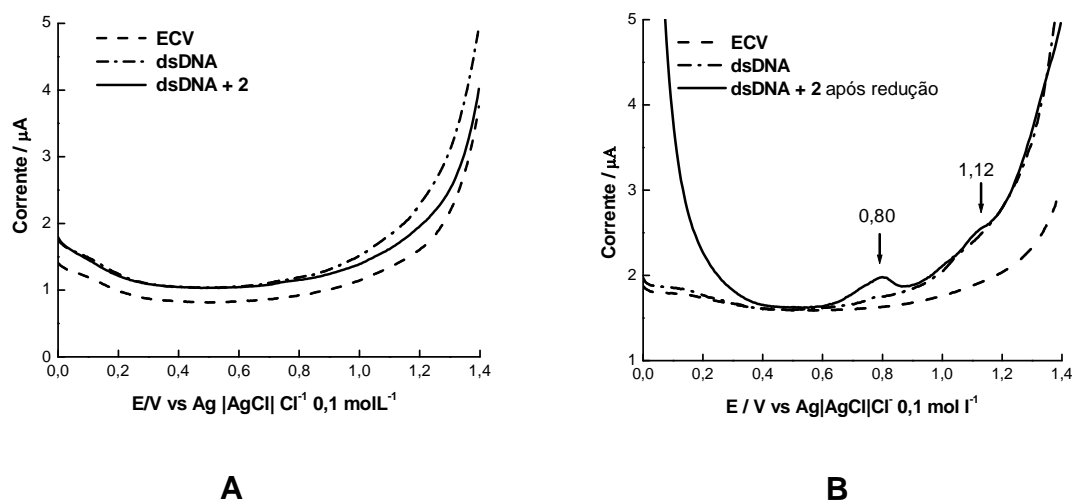 5
4
3
2
1
0
Corrente / µA
ECV
dsDNA
dsDNA + 2
0,0 0,2 0,4 0,6 0,8 1,0 1,2 1,4
E/V vs Ag |AgCl| Cl⁻¹ 0,1 molL⁻¹
A
5
4
3
2
1
Corrente / µA
ECV
dsDNA
dsDNA + 2 após redução
0,80
1,12
0,0 0,2 0,4 0,6 0,8 1,0 1,2 1,4
E / V vs Ag|AgCl|Cl⁻ 0,1 mol l⁻¹
B